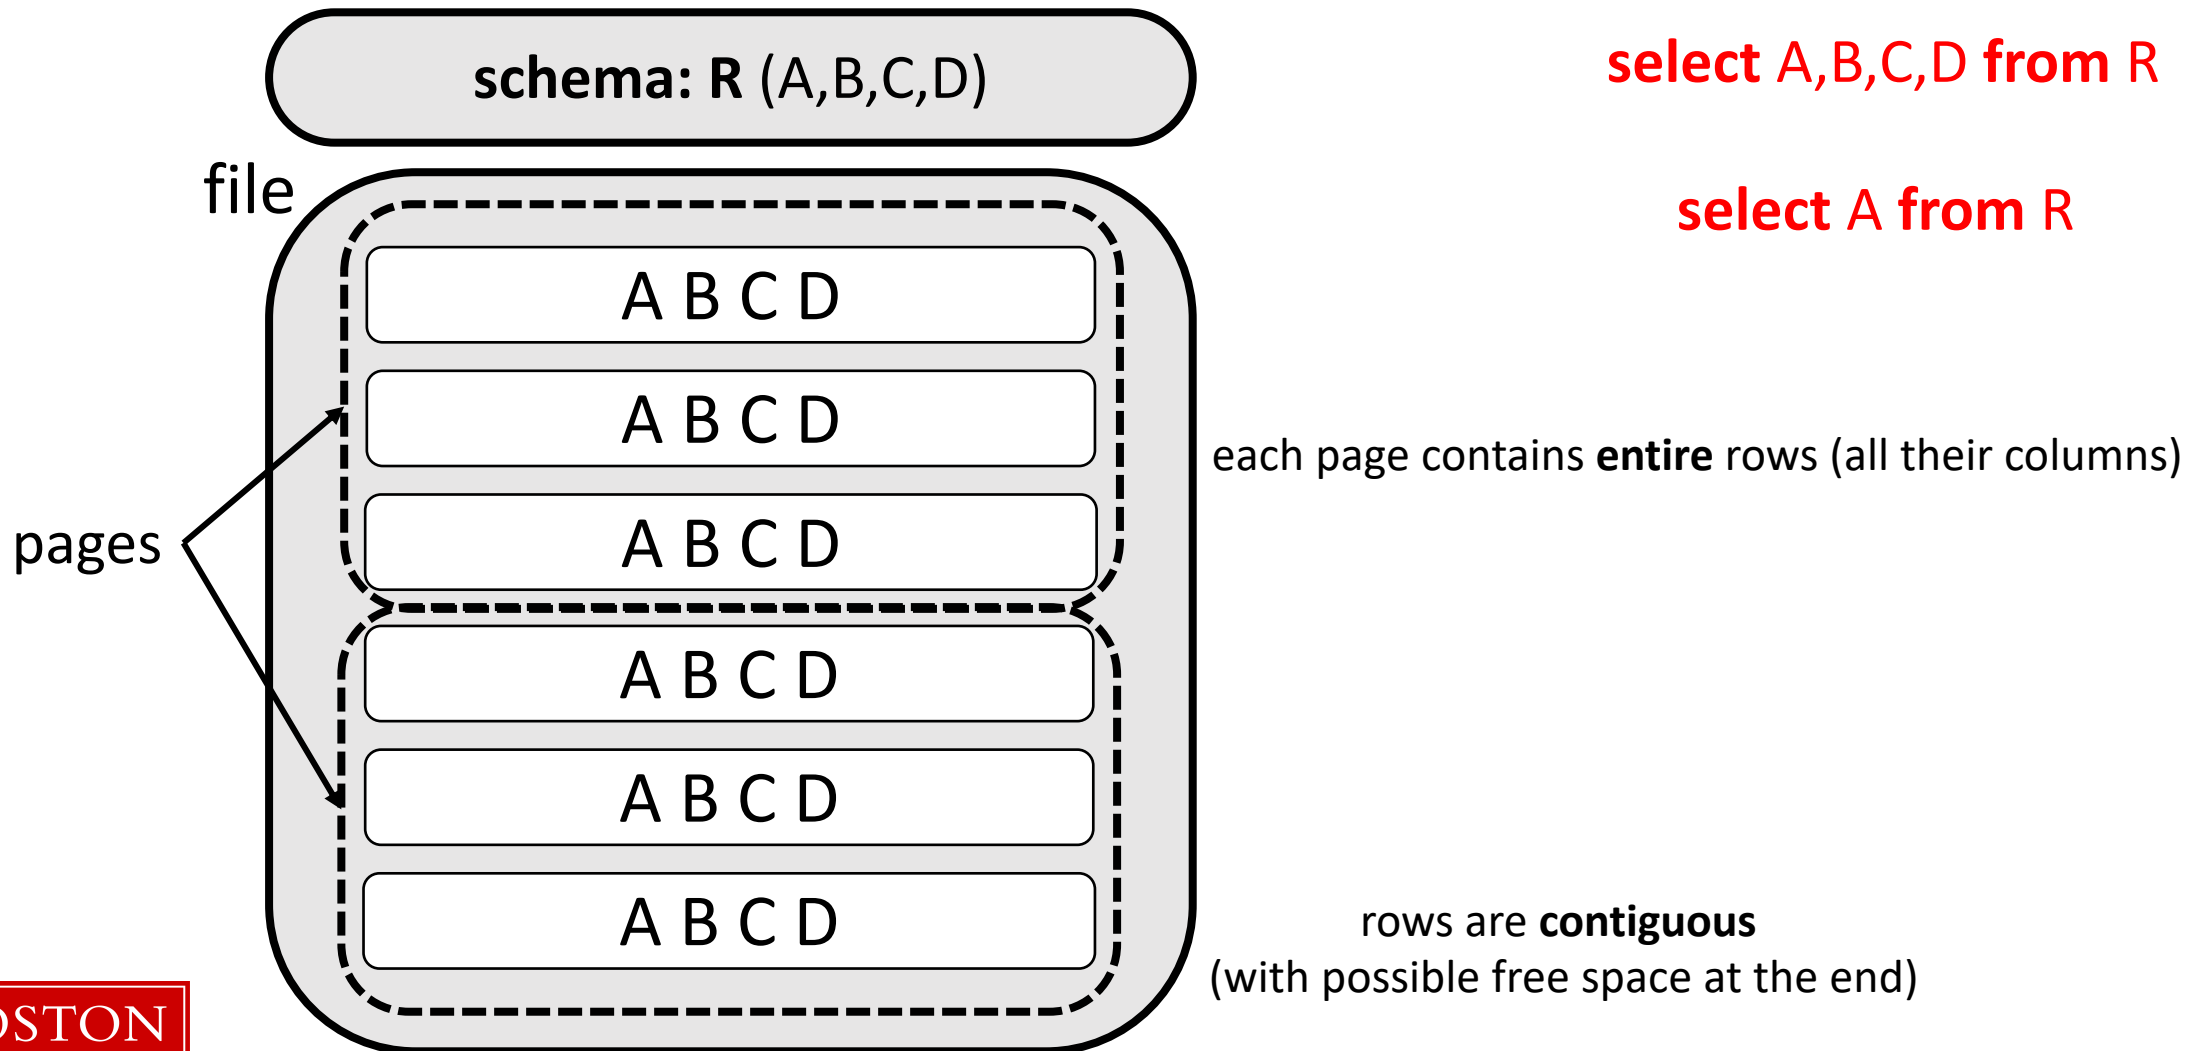 schema: R (A,B,C,D)
select A,B,C,D from R
file
select A from R
A B C D
A B C D
each page contains entire rows (all their columns)
A B C D
pages
A B C D
A B C D
A B C D
rows are contiguous
(with possible free space at the end)
OSTON